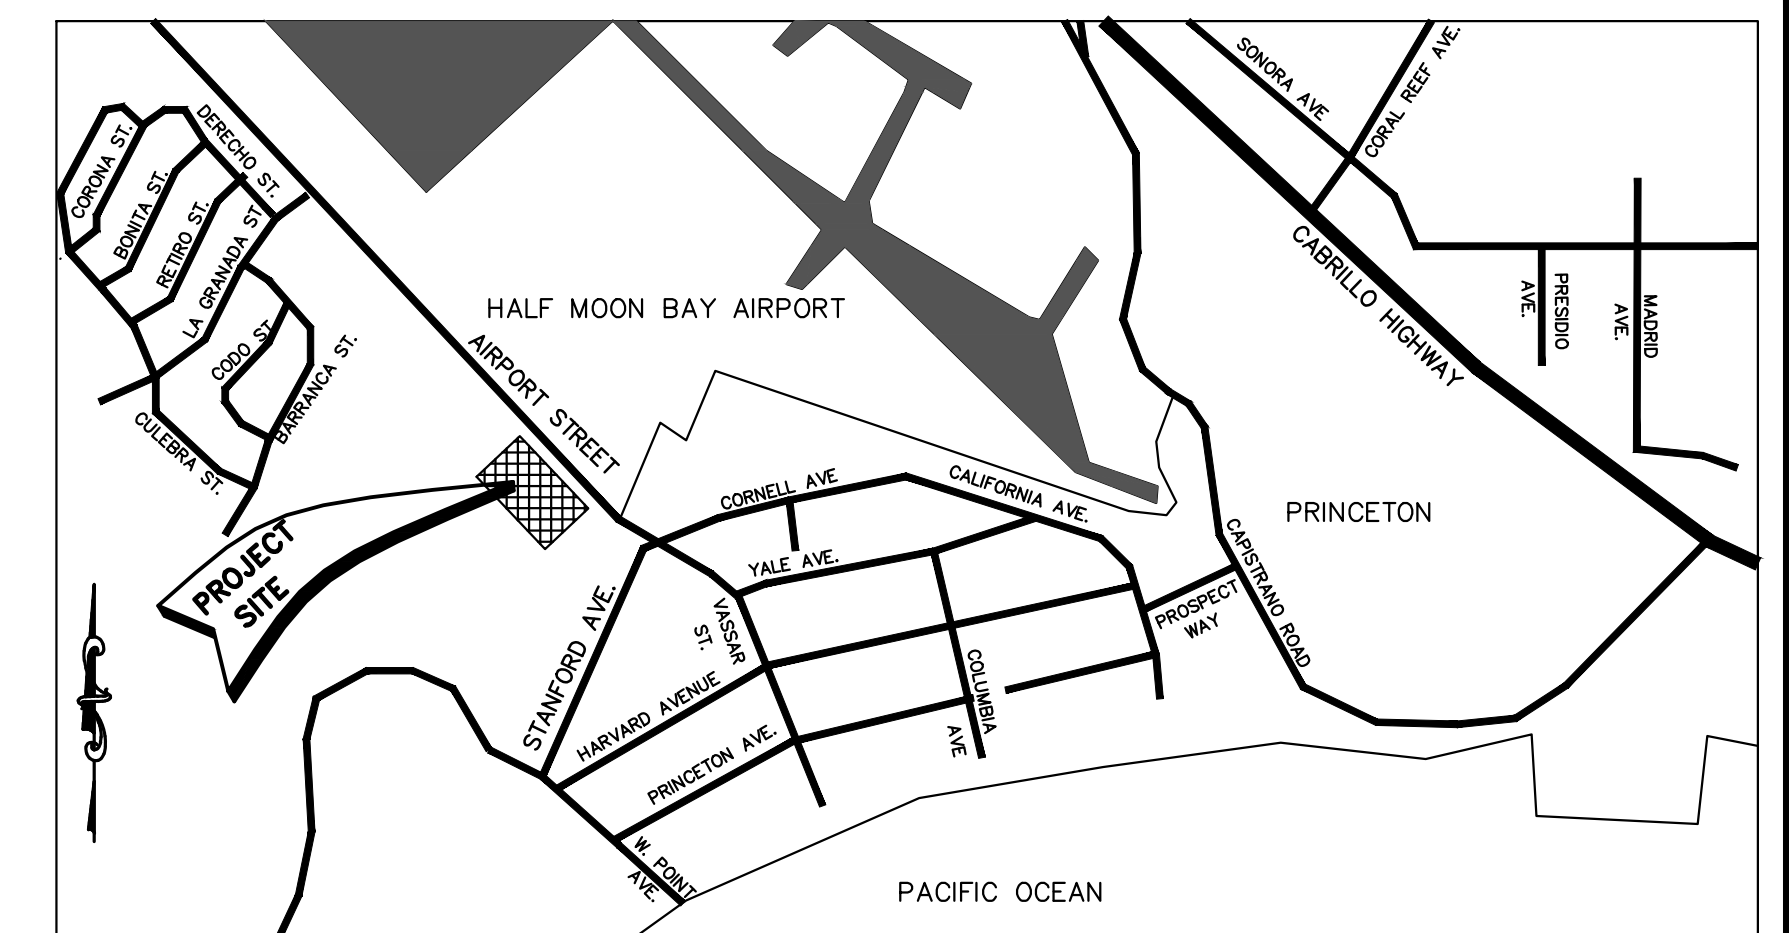 SONORA AVE
CORAL REEF AVE.
DERECHO ST.
CORONA ST.
BONITA ST.
RETIRO ST.
LA GRANADA ST
CODO ST.
BARRANCA ST.
CULEBRA ST.
HALF MOON BAY AIRPORT
AIRPORT STREET
CABRILLO HIGHWAY
PRESIDIO
AVE.
MADRID
AVE.
CORNELL AVE
CALIFORNIA AVE.
PRINCETON
YALE AVE.
CAPISTRANO ROAD
PROJECT
SITE
STANFORD AVE.
VASSAR
ST.
PROSPECT
WAY
HARVARD AVENUE
COLUMBIA
AVE
PRINCETON AVE.
W. POINT
AVE.
PACIFIC OCEAN